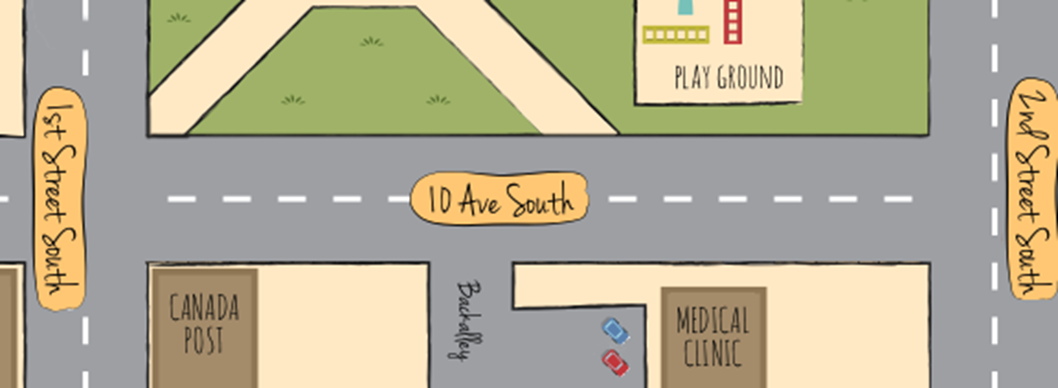 PLAY GROUND
1st Street South
10 Ave South
2nd Street South
CANADA
POST
Backalley
MEDICAL
CLINIC